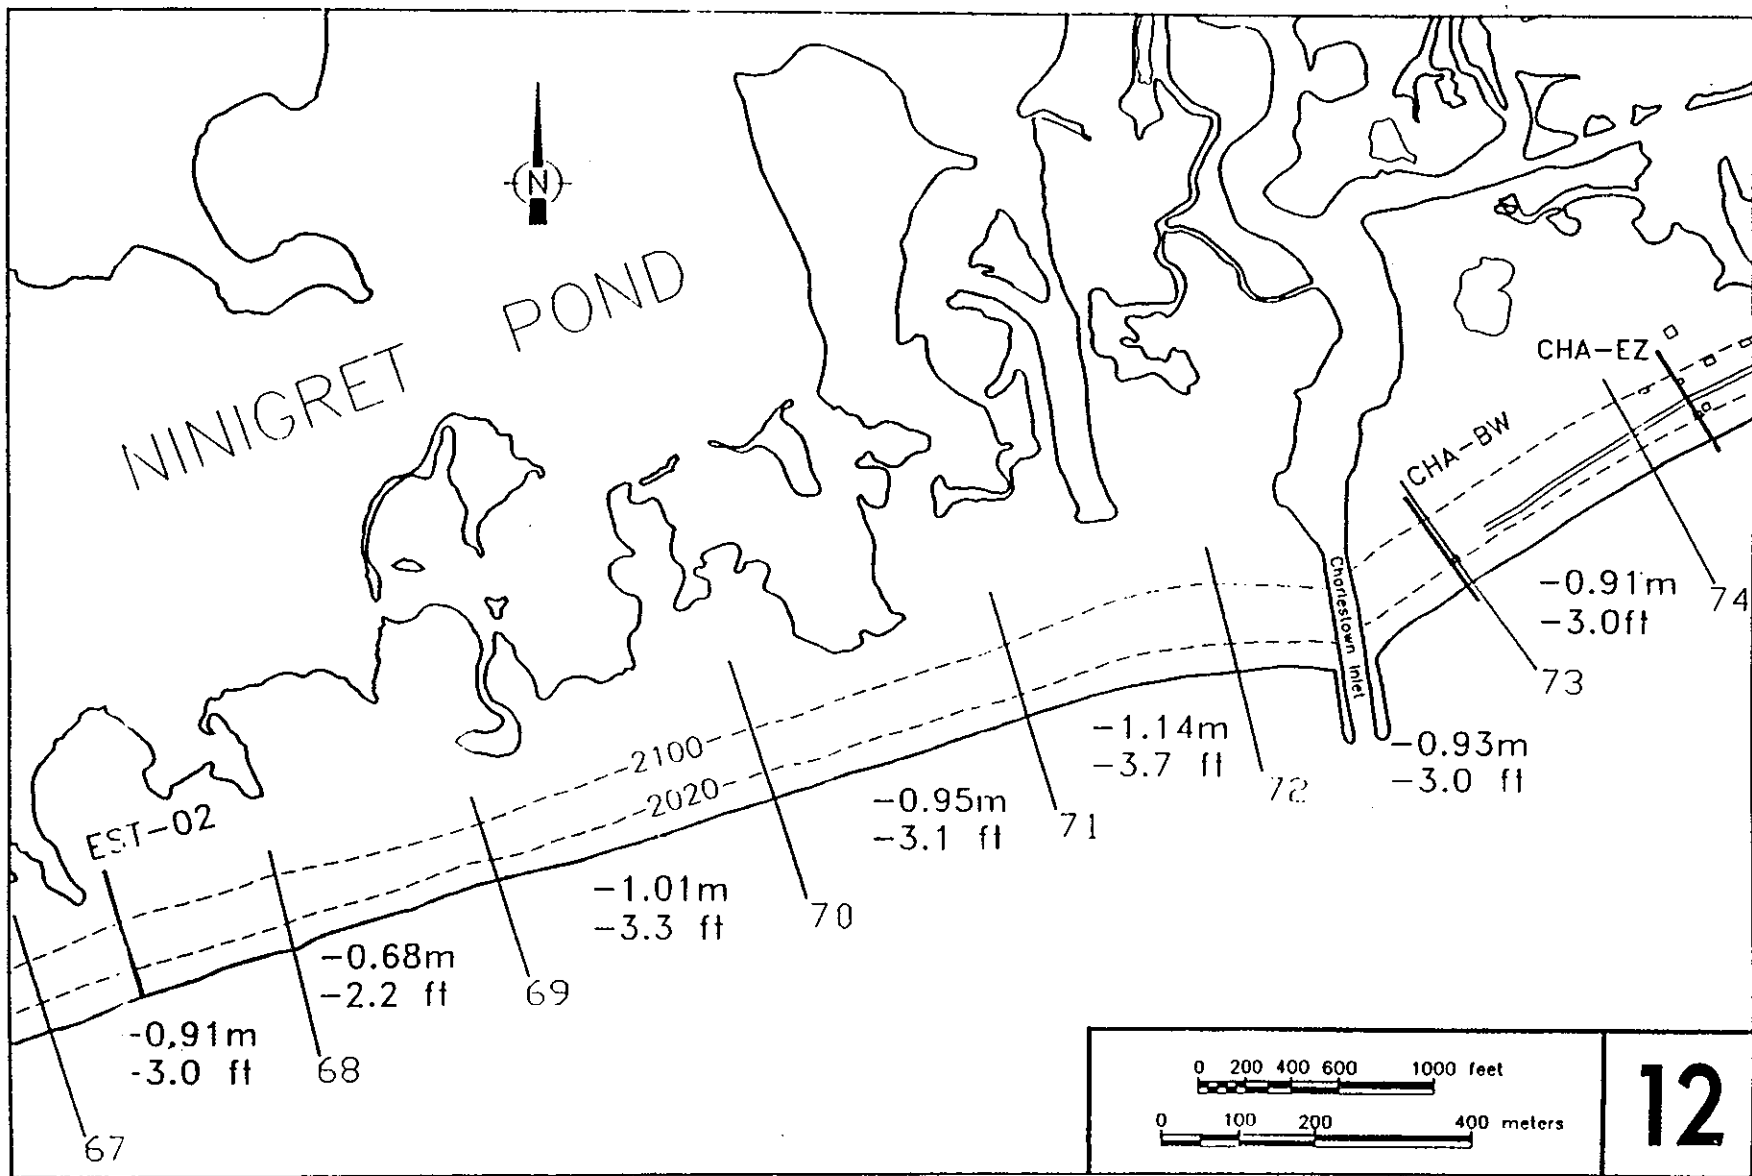 N
NINIGRET POND
CHA-EZ
CHA-BW
Charlestown Inlet
-0.91m
-3.0ft
74
73
-0.93m
-3.0 ft
-1.14m
-3.7 ft
72
2100
2020
-0.95m
-3.1 ft
71
-1.01m
-3.3 ft
70
EST-02
-0.68m
-2.2 ft
69
-0.91m
-3.0 ft
68
67
0 200 400 600 1000 feet
0 100 200 400 meters
12